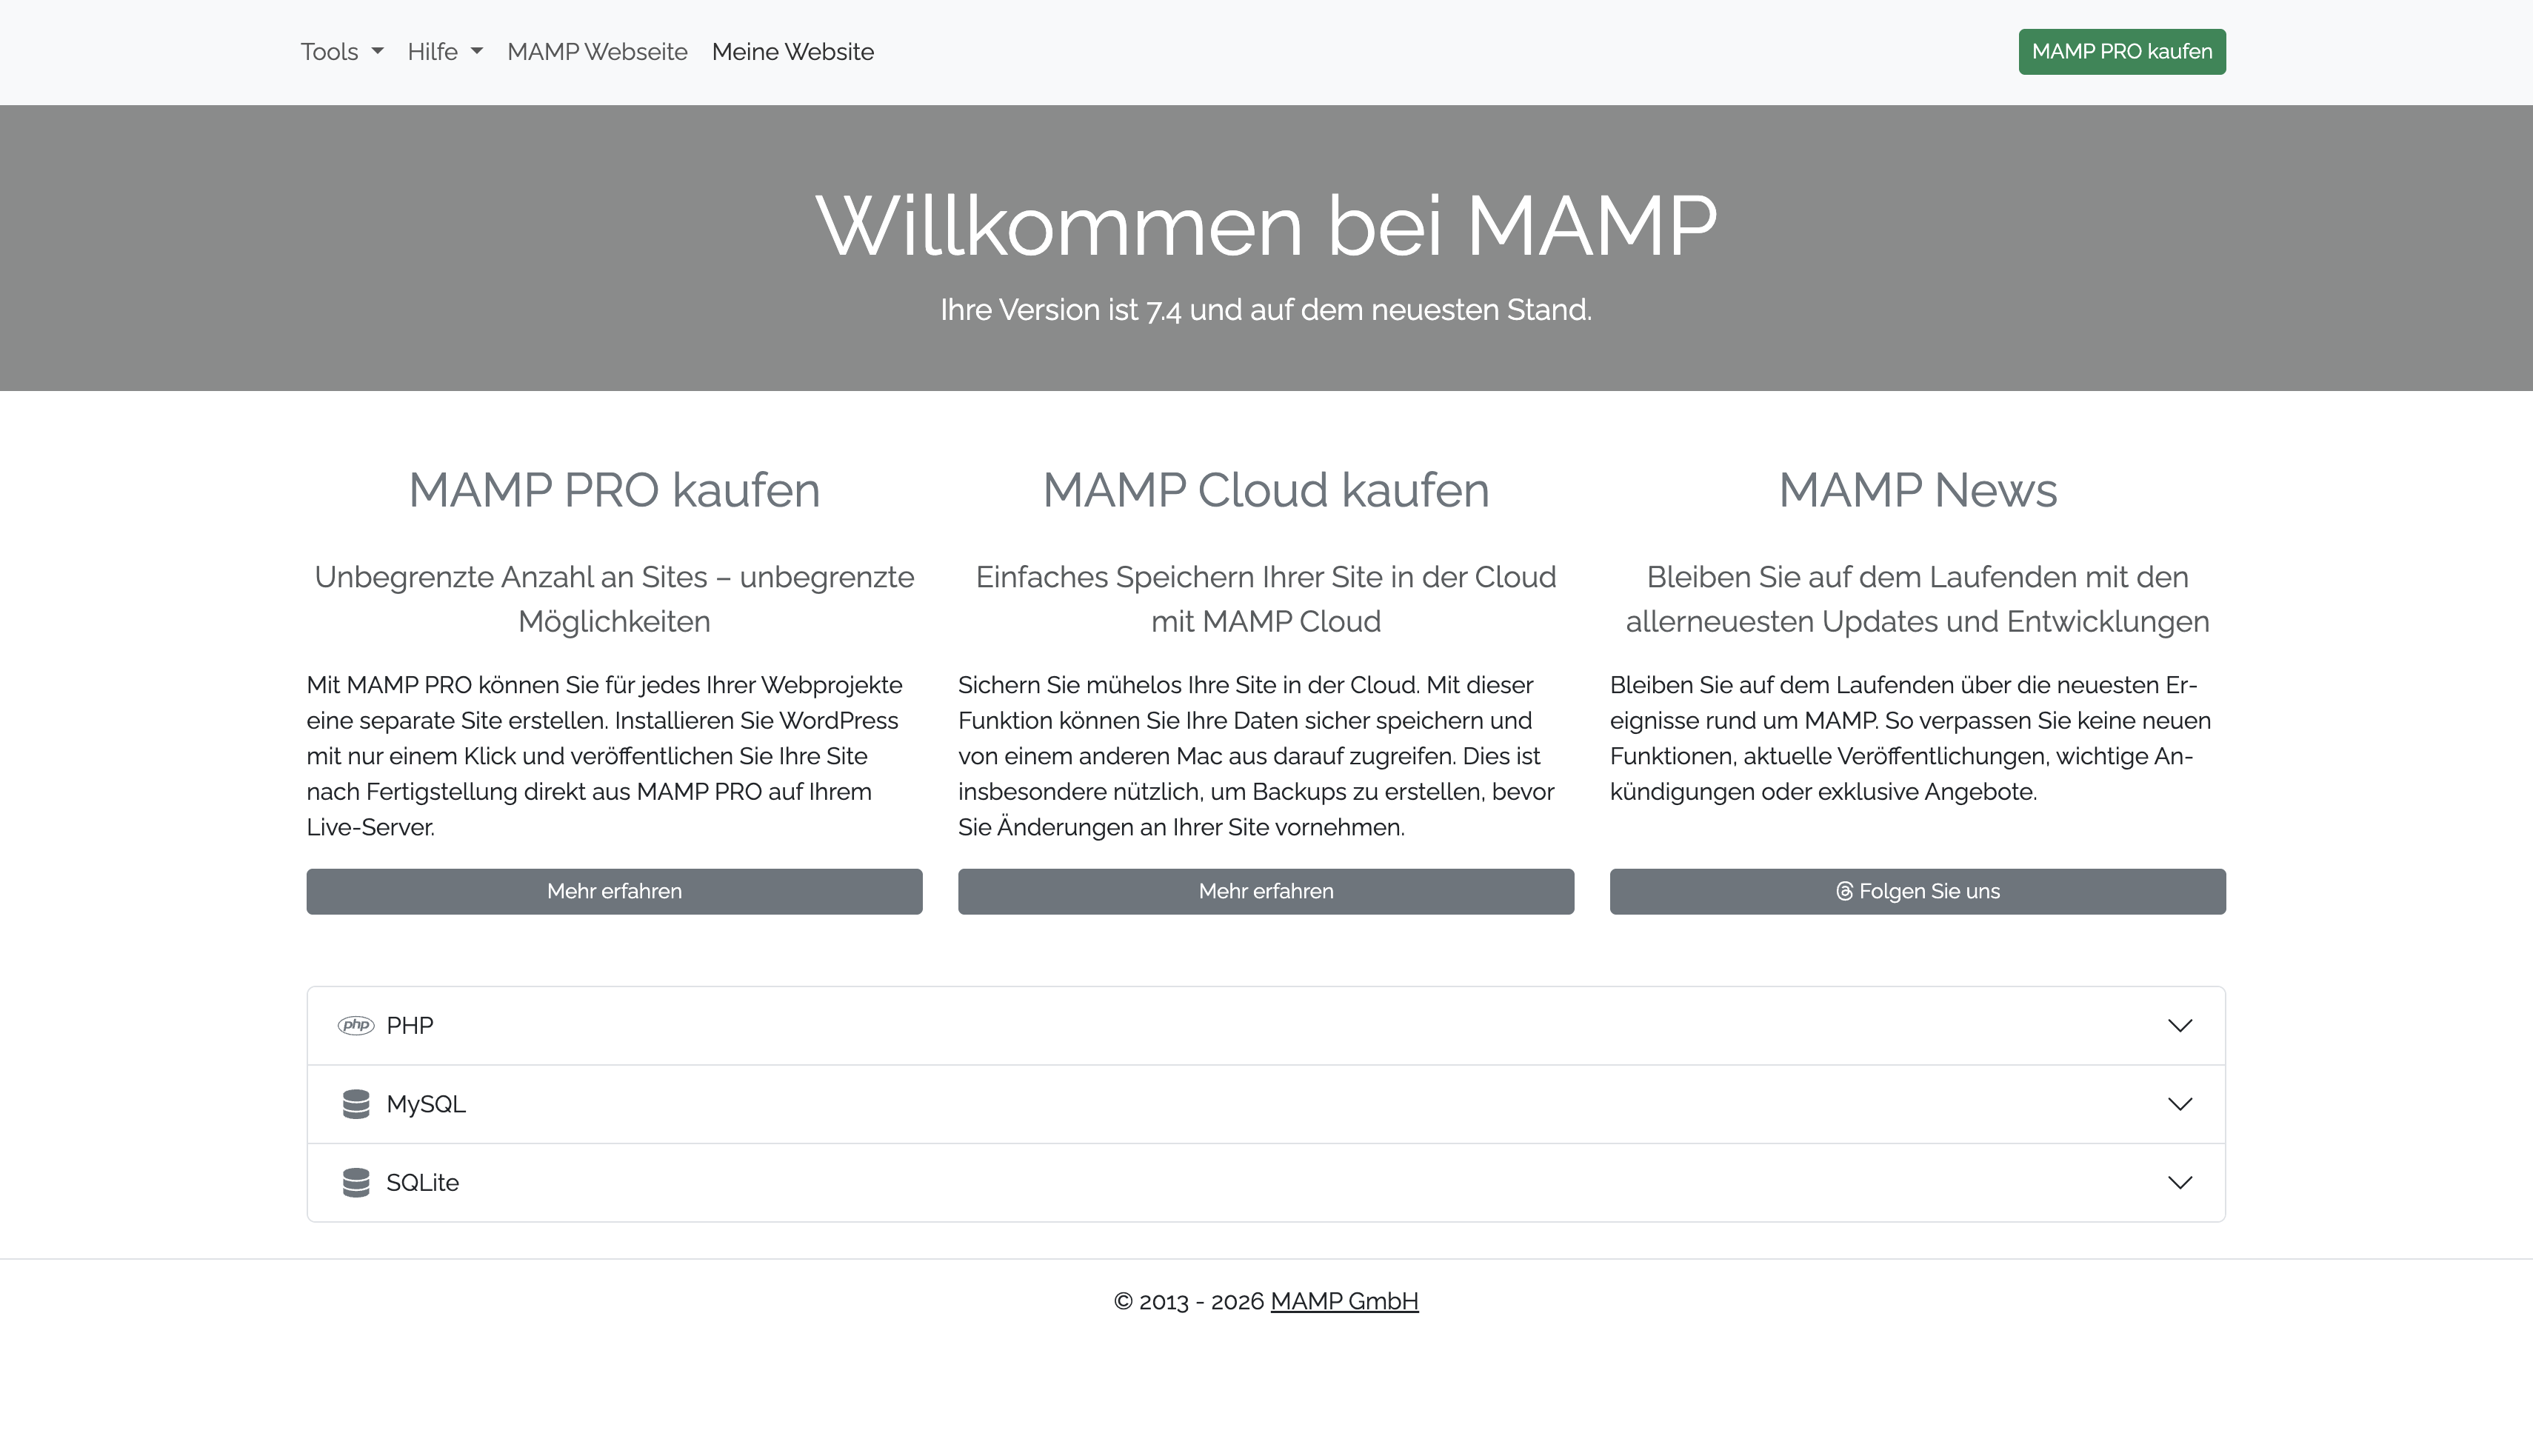 Tools
Hilfe
MAMP Webseite
Meine Website
MAMP PRO kaufen
Willkommen bei MAMP
Ihre Version ist 7.4 und auf dem neuesten Stand.
MAMP PRO kaufen
Unbegrenzte Anzahl an Sites – unbegrenzte
Möglichkeiten
Mit MAMP PRO können Sie für jedes Ihrer Webprojekte
eine separate Site erstellen. Installieren Sie WordPress
mit nur einem Klick und veröffentlichen Sie Ihre Site
nach Fertigstellung direkt aus MAMP PRO auf Ihrem
Live-Server.
Mehr erfahren
MAMP Cloud kaufen
Einfaches Speichern Ihrer Site in der Cloud
mit MAMP Cloud
Sichern Sie mühelos Ihre Site in der Cloud. Mit dieser
Funktion können Sie Ihre Daten sicher speichern und
von einem anderen Mac aus darauf zugreifen. Dies ist
insbesondere nützlich, um Backups zu erstellen, bevor
Sie Änderungen an Ihrer Site vornehmen.
Mehr erfahren
MAMP News
Bleiben Sie auf dem Laufenden mit den
allerneuesten Updates und Entwicklungen
Bleiben Sie auf dem Laufenden über die neuesten Er-
eignisse rund um MAMP. So verpassen Sie keine neuen
Funktionen, aktuelle Veröffentlichungen, wichtige An-
kündigungen oder exklusive Angebote.
Folgen Sie uns
php PHP
MySQL
SQLite
© 2013 - 2026 MAMP GmbH